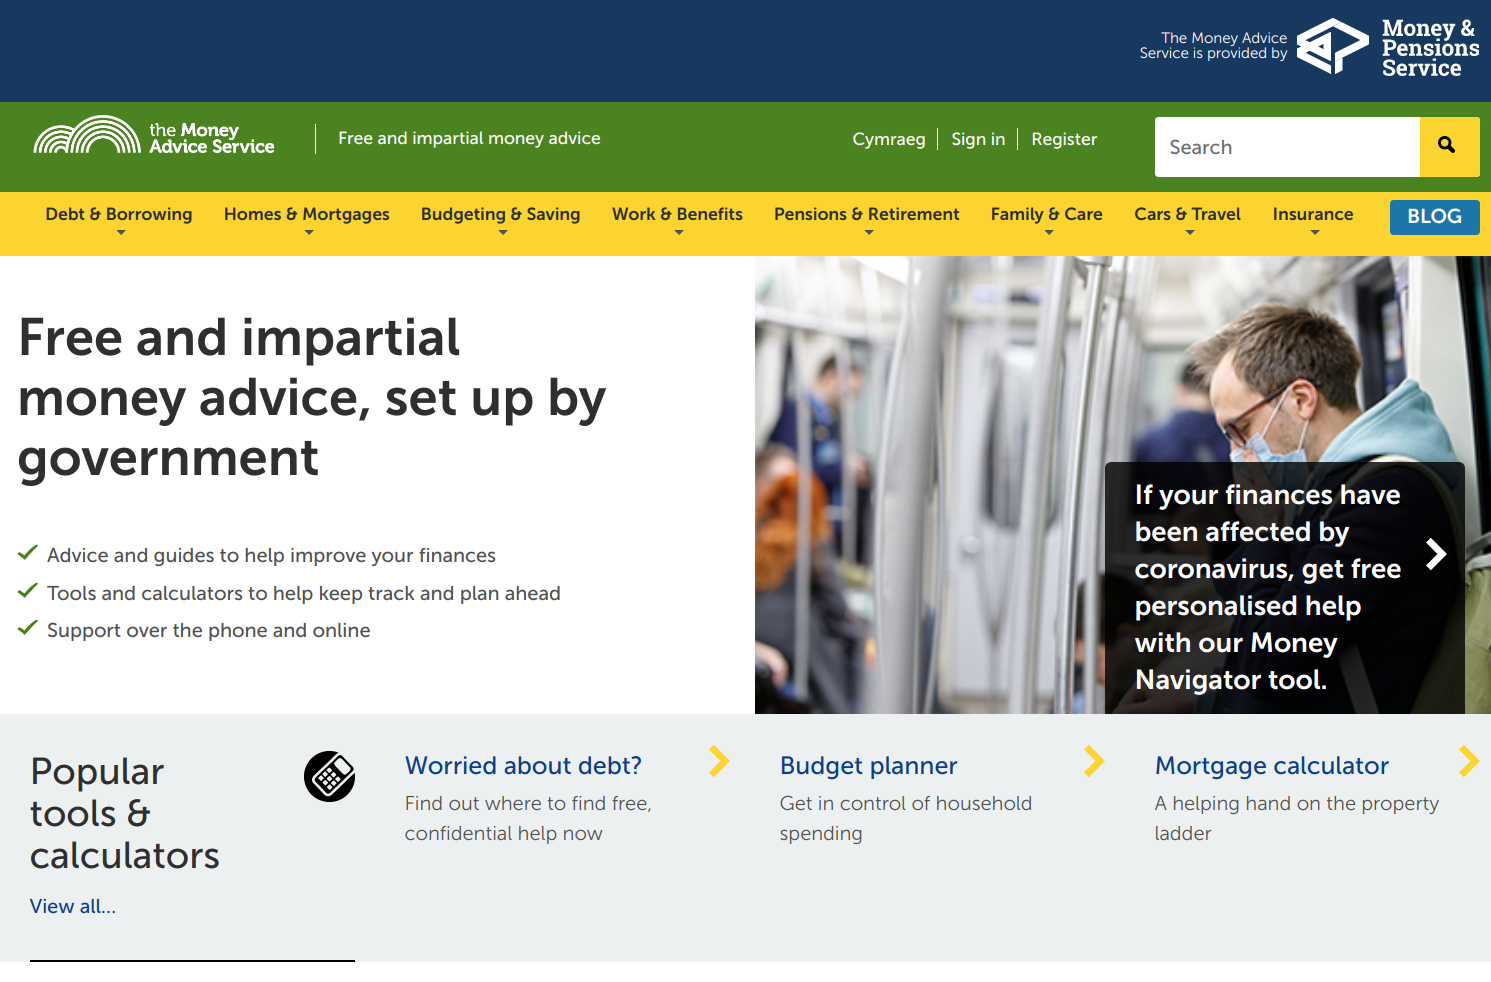 The Money Advice
Service is provided by
Money &
Pensions
Service
the Money
Advice Service
Free and impartial money advice
Cymraeg
Sign in
Register
Search
Debt & Borrowing
Homes & Mortgages
Budgeting & Saving
Work & Benefits
Pensions & Retirement
Family & Care
Cars & Travel
Insurance
BLOG
Free and impartial
money advice, set up by
government
Advice and guides to help improve your finances
Tools and calculators to help keep track and plan ahead
Support over the phone and online
If your finances have
been affected by
coronavirus, get free
personalised help
with our Money
Navigator tool.
Popular
tools &
calculators
View all...
Worried about debt?
Find out where to find free,
confidential help now
Budget planner
Get in control of household
spending
Mortgage calculator
A helping hand on the property
ladder